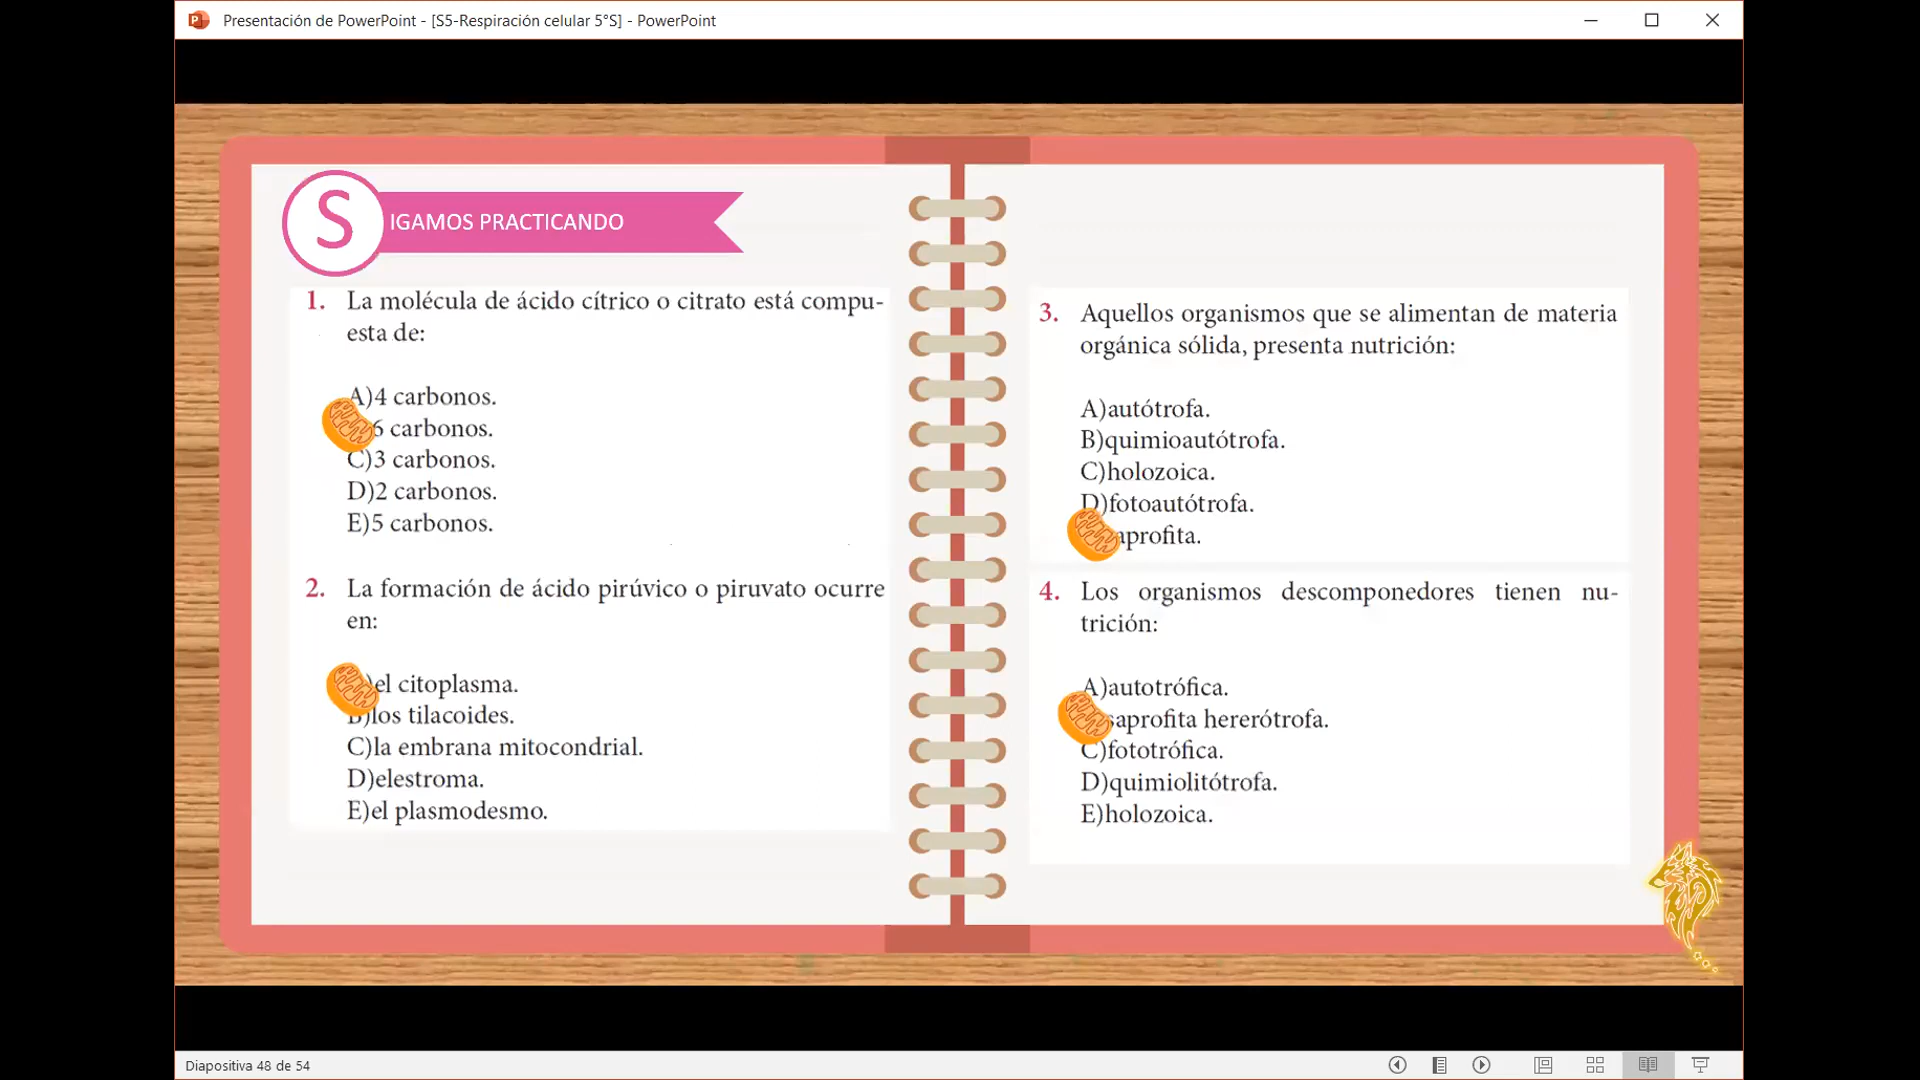 Presentación de PowerPoint - [S5-Respiración celular 5°S] - PowerPoint
S IGAMOS PRACTICANDO
1. La molécula de ácido cítrico o citrato está compu-
esta de:
A)4 carbonos.
6 carbonos.
C)3 carbonos.
D)2 carbonos.
E)5 carbonos.
2. La formación de ácido pirúvico o piruvato ocurre
en:
)el citoplasma.
B)los tilacoides.
C)la embrana mitocondrial.
D)elestroma.
E)el plasmodesmo.
3. Aquellos organismos que se alimentan de materia
orgánica sólida, presenta nutrición:
A)autótrofa.
B)quimioautótrofa.
C)holozoica.
D)fotoautótrofa.
aprofita.
4. Los organismos descomponedores tienen nu-
trición:
A)autotrófica.
saprofita hererótrofa.
C)fototrófica.
D)quimiolitótrofa.
E)holozoica.
Diapositiva 48 de 54